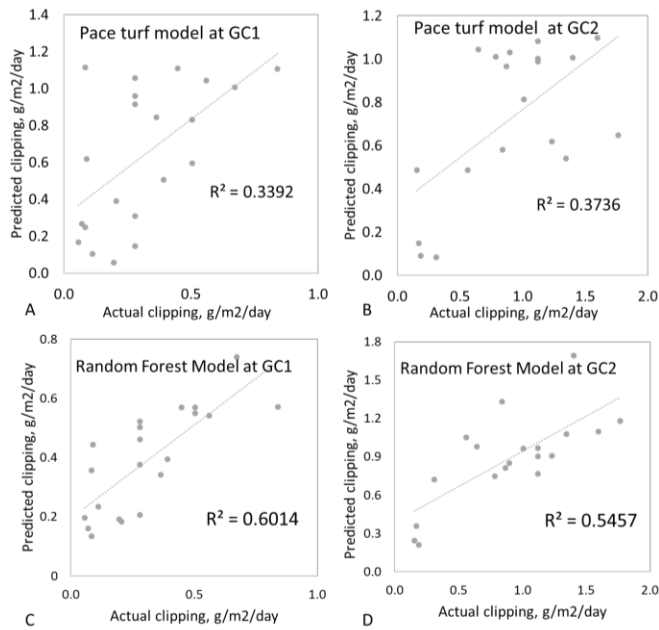 Pace turf model at GC1
Predicted clipping, g/m2/day
1.4
1.2
1.0
0.8
0.6
0.4
0.2
0.0
R² = 0.3392
0.0
0.5
1.0
A
Actual clipping, g/m2/day
Pace turf model at GC2
Predicted clipping, g/m2/day
1.2
1.0
0.8
0.6
0.4
0.2
0.0
R² = 0.3736
0.0
0.5
1.0
1.5
2.0
B
Actual clipping, g/m2/day
Random Forest Model at GC1
Predicted clipping, g/m2/day
0.8
0.6
0.4
0.2
0
R² = 0.6014
0.0
0.5
1.0
C
Actual clipping, g/m2/day
Random Forest Model at GC2
Predicted clipping, g/m2/day
1.8
1.5
1.2
0.9
0.6
0.3
0.0
R² = 0.5457
0.0
0.5
1.0
1.5
2.0
D
Actual clipping, g/m2/day